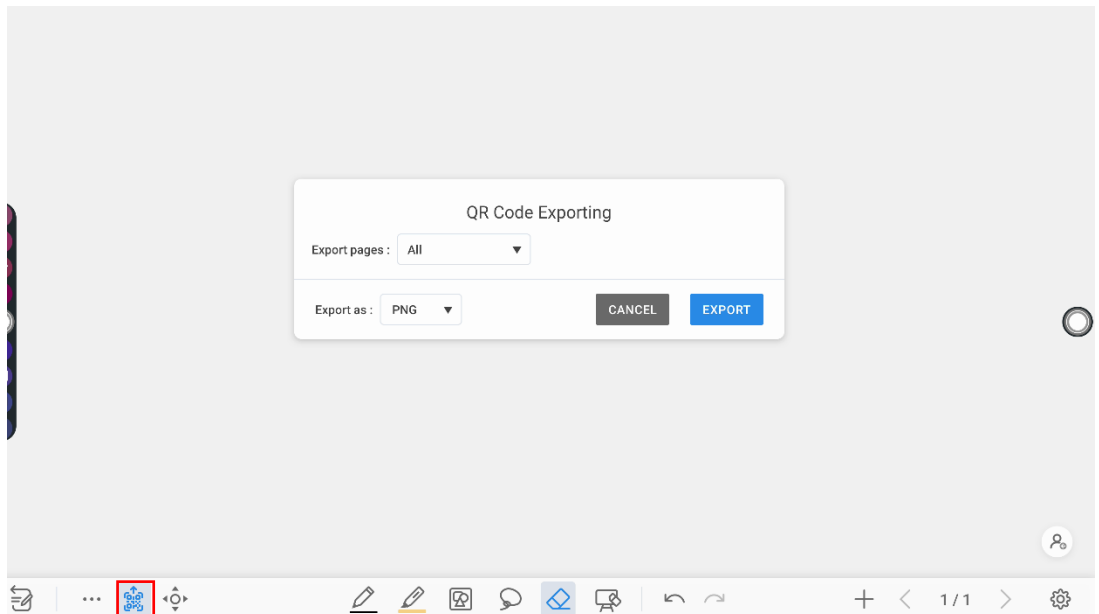 QR Code Exporting
Export pages : All
Export as : PNG CANCEL EXPORT
1 / 1